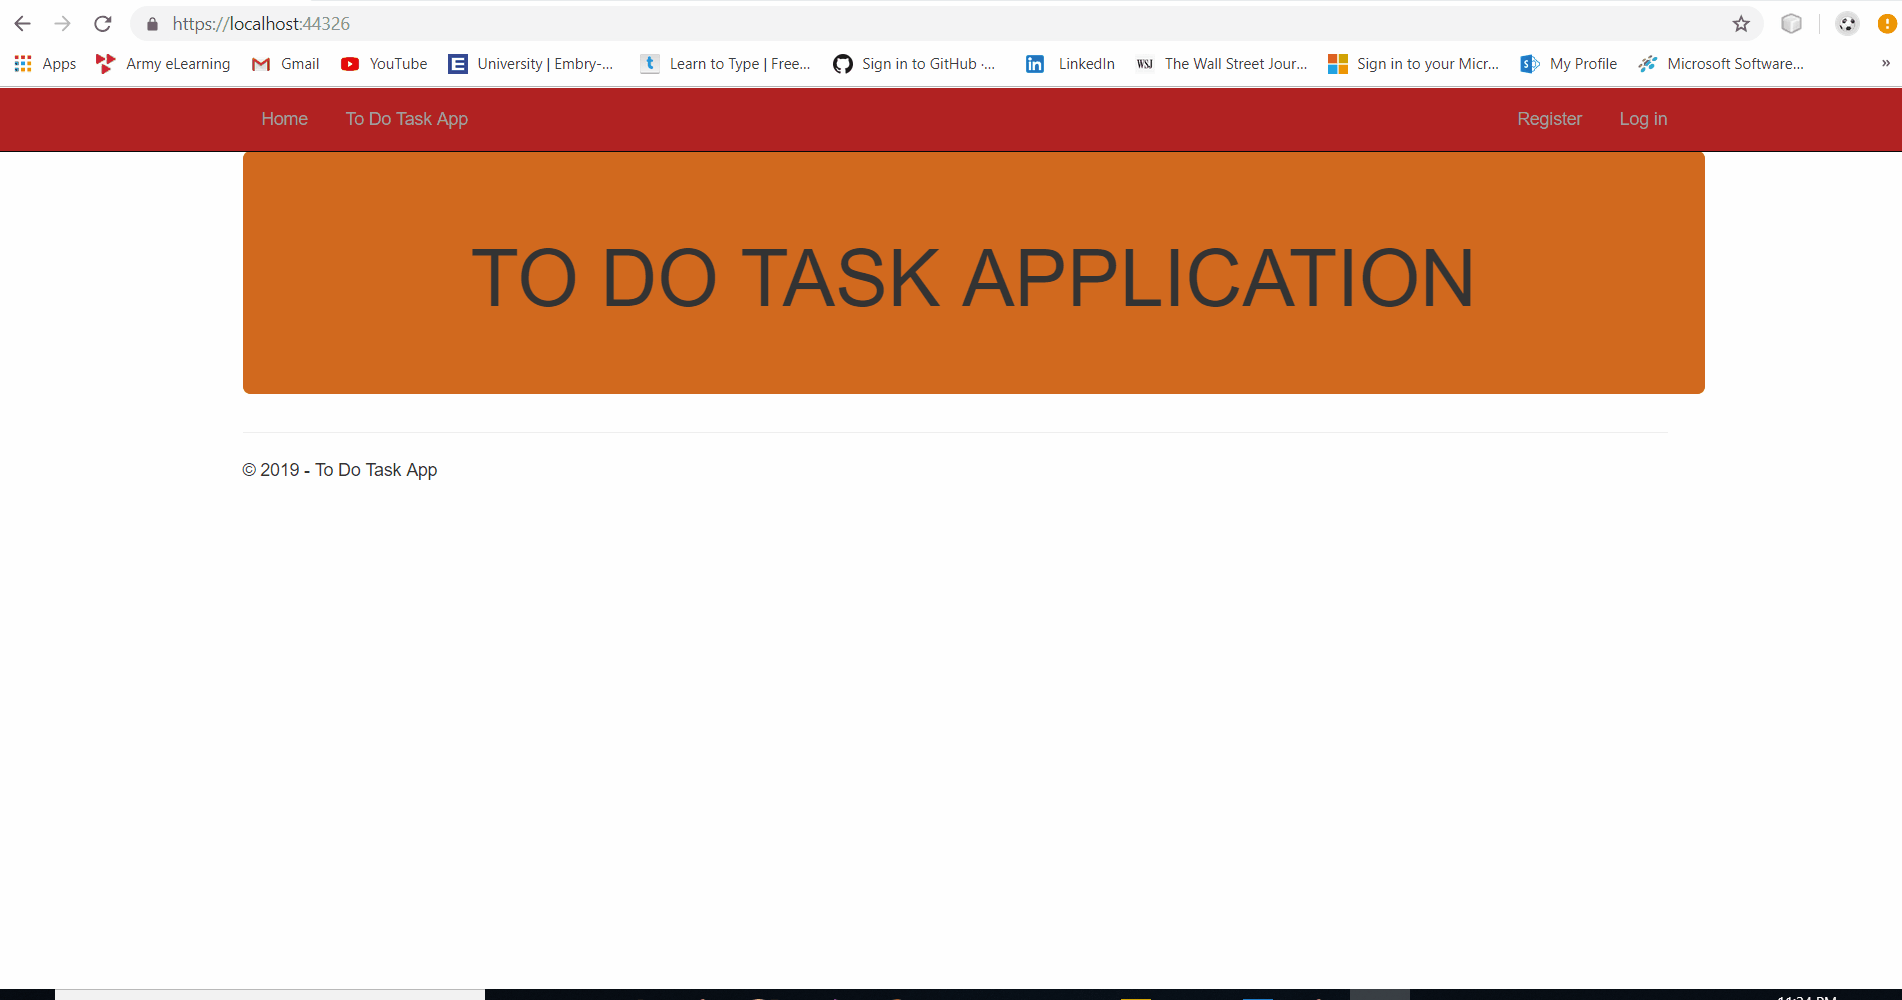 https://localhost:44326
Apps Army eLearning Gmail YouTube University | Embry-... Learn to Type | Free... Sign in to GitHub ·... LinkedIn WSJ The Wall Street Jour... Sign in to your Micr... My Profile Microsoft Software... »
Home To Do Task App Register Log in
TO DO TASK APPLICATION
© 2019 - To Do Task App